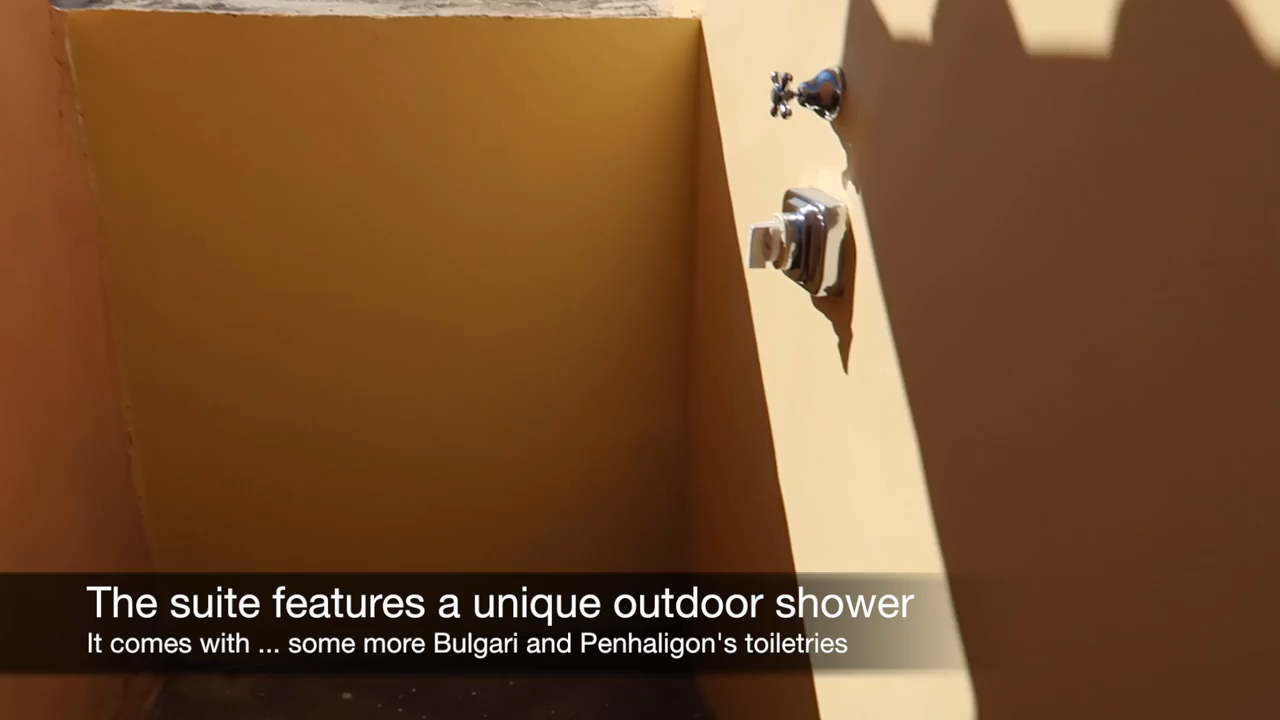 The suite features a unique outdoor shower
It comes with ... some more Bulgari and Penhaligon's toiletries